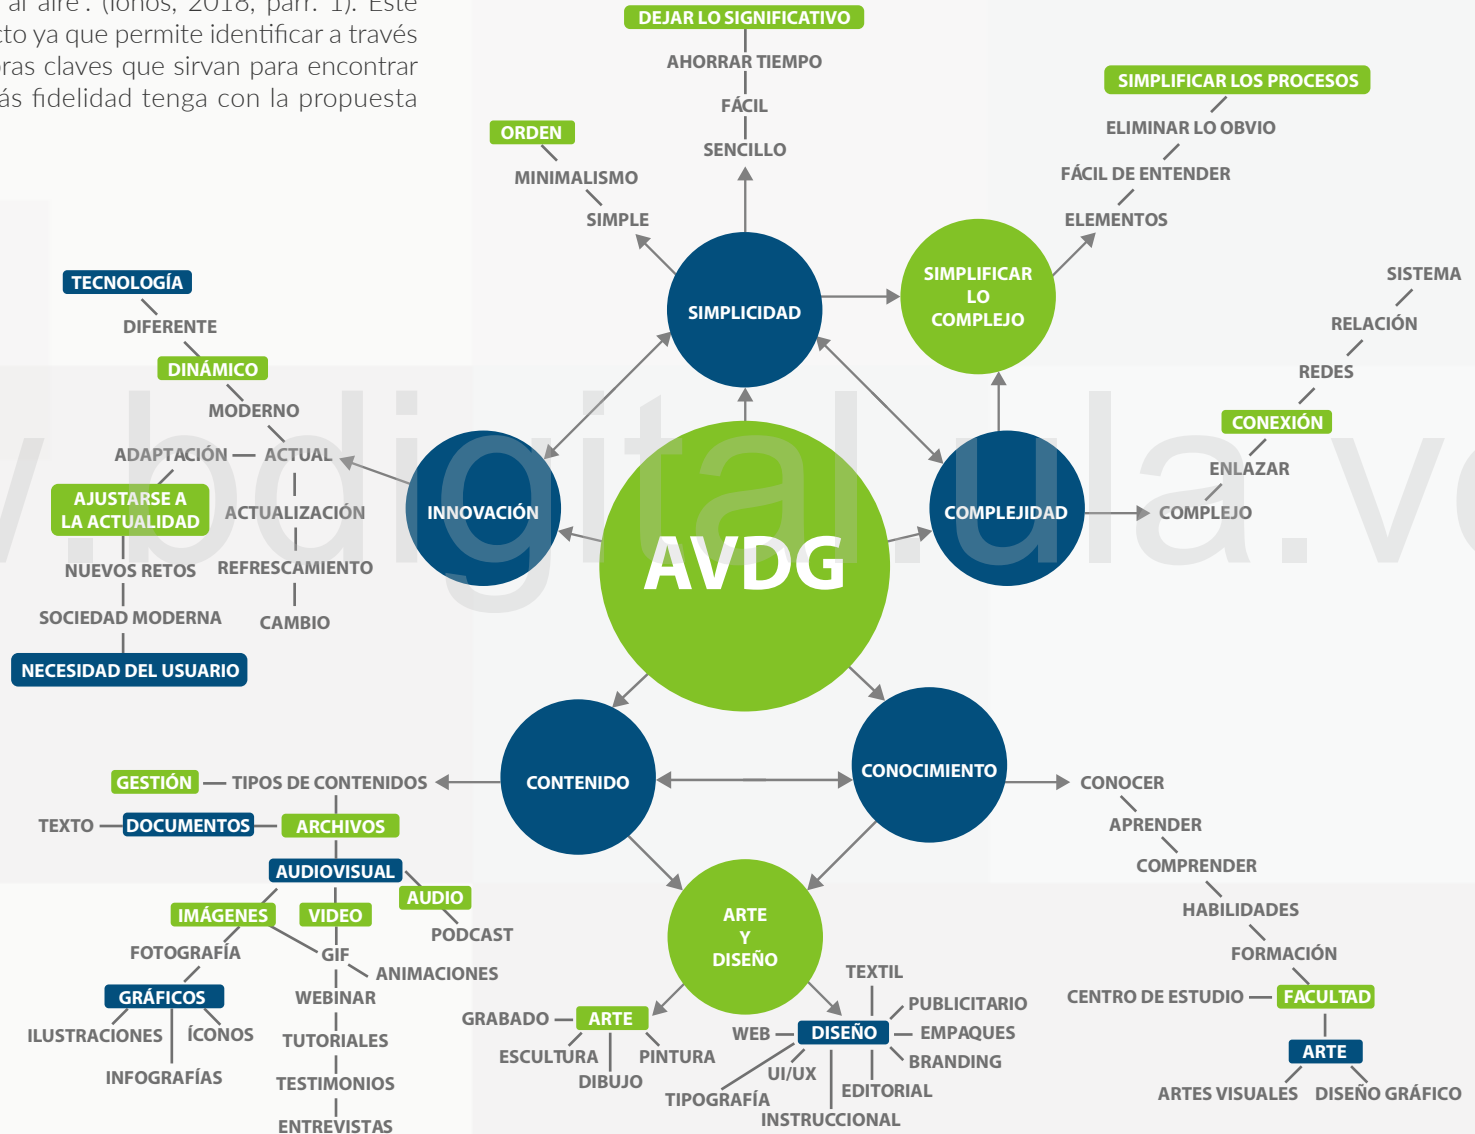 al aire". (Ionos, 2018, parr. 1). Este
cto ya que permite identificar a través
ras claves que sirvan para encontrar
ás fidelidad tenga con la propuesta
DEJAR LO SIGNIFICATIVO
AHORRAR TIEMPO
FÁCIL
SENCILLO
ORDEN
MINIMALISMO
SIMPLE
SIMPLIFICAR LOS PROCESOS
ELIMINAR LO OBVIO
FÁCIL DE ENTENDER
ELEMENTOS
SIMPLICIDAD
SIMPLIFICAR
LO
COMPLEJO
SISTEMA
RELACIÓN
REDES
CONEXIÓN
ENLAZAR
COMPLEJO
TECNOLOGÍA
DIFERENTE
DINÁMICO
MODERNO
ADAPTACIÓN
ACTUAL
AJUSTARSE A
LA ACTUALIDAD
ACTUALIZACIÓN
NUEVOS RETOS
REFRESCAMIENTO
SOCIEDAD MODERNA
CAMBIO
NECESIDAD DEL USUARIO
INNOVACIÓN
AVDG
COMPLEJIDAD
.bdigital.ula.ve
CONTENIDO
CONOCIMIENTO
GESTIÓN
TIPOS DE CONTENIDOS
TEXTO
DOCUMENTOS
ARCHIVOS
AUDIOVISUAL
IMÁGENES
VIDEO
AUDIO
PODCAST
FOTOGRAFÍA
GIF
ANIMACIONES
GRÁFICOS
WEBINAR
ILUSTRACIONES
ÍCONOS
TUTORIALES
INFOGRAFÍAS
TESTIMONIOS
ENTREVISTAS
ARTE
Y
DISEÑO
GRABADO
ARTE
ESCULTURA
PINTURA
DIBUJO
TEXTIL
PUBLICITARIO
WEB
DISEÑO
EMPAQUES
BRANDING
UI/UX
EDITORIAL
TIPOGRAFÍA
INSTRUCCIONAL
CONOCER
APRENDER
COMPRENDER
HABILIDADES
FORMACIÓN
CENTRO DE ESTUDIO
FACULTAD
ARTE
ARTES VISUALES
DISEÑO GRÁFICO